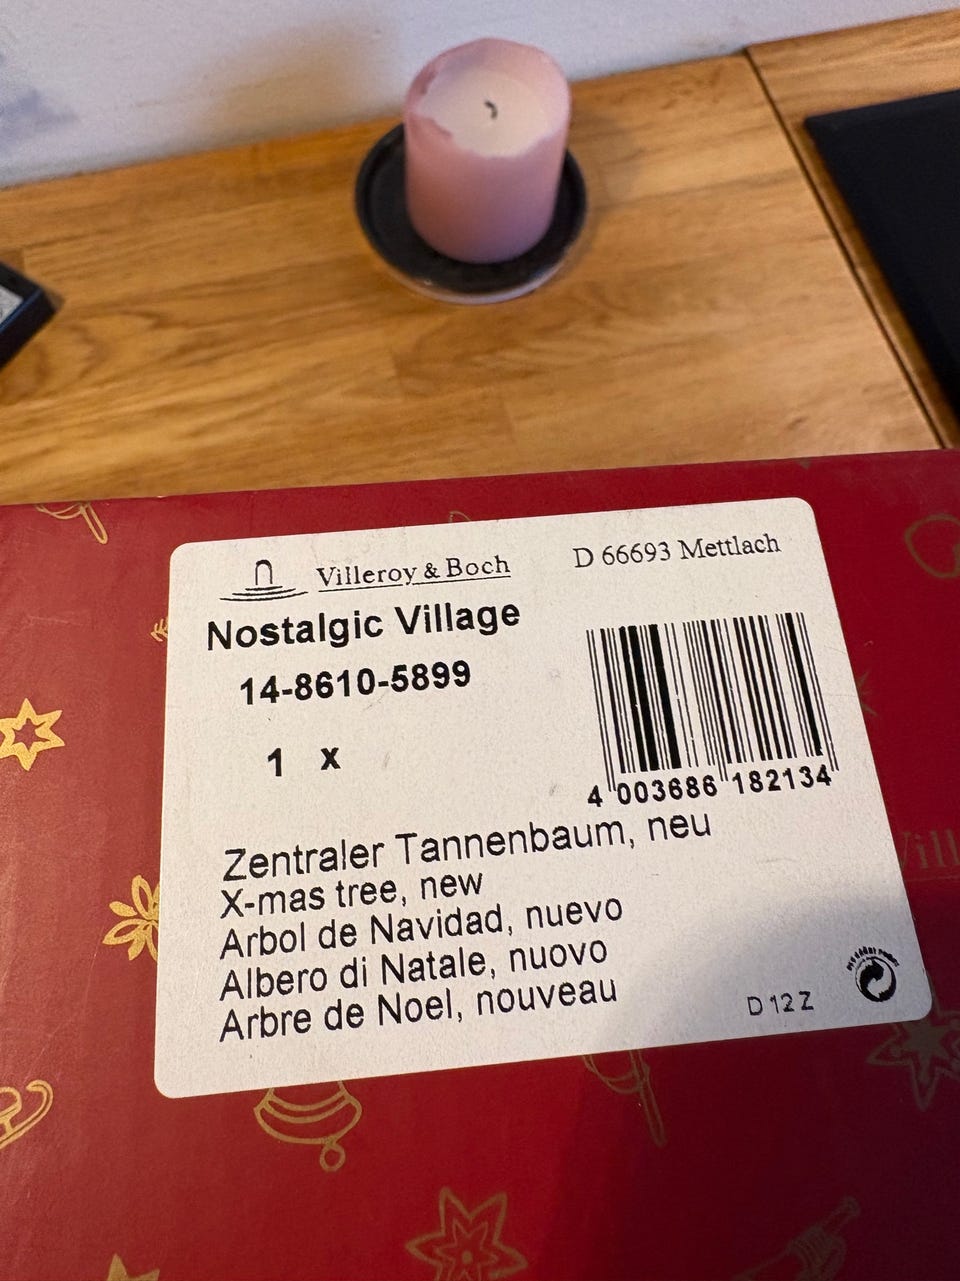 Villeroy & Boch
D 66693 Mettlach
Nostalgic Village
14-8610-5899
1 x
4 003686 182134
Zentraler Tannenbaum, neu
X-mas tree, new
Arbol de Navidad, nuevo
Albero di Natale, nuovo
Arbre de Noel, nouveau
D 12 Z
Vill